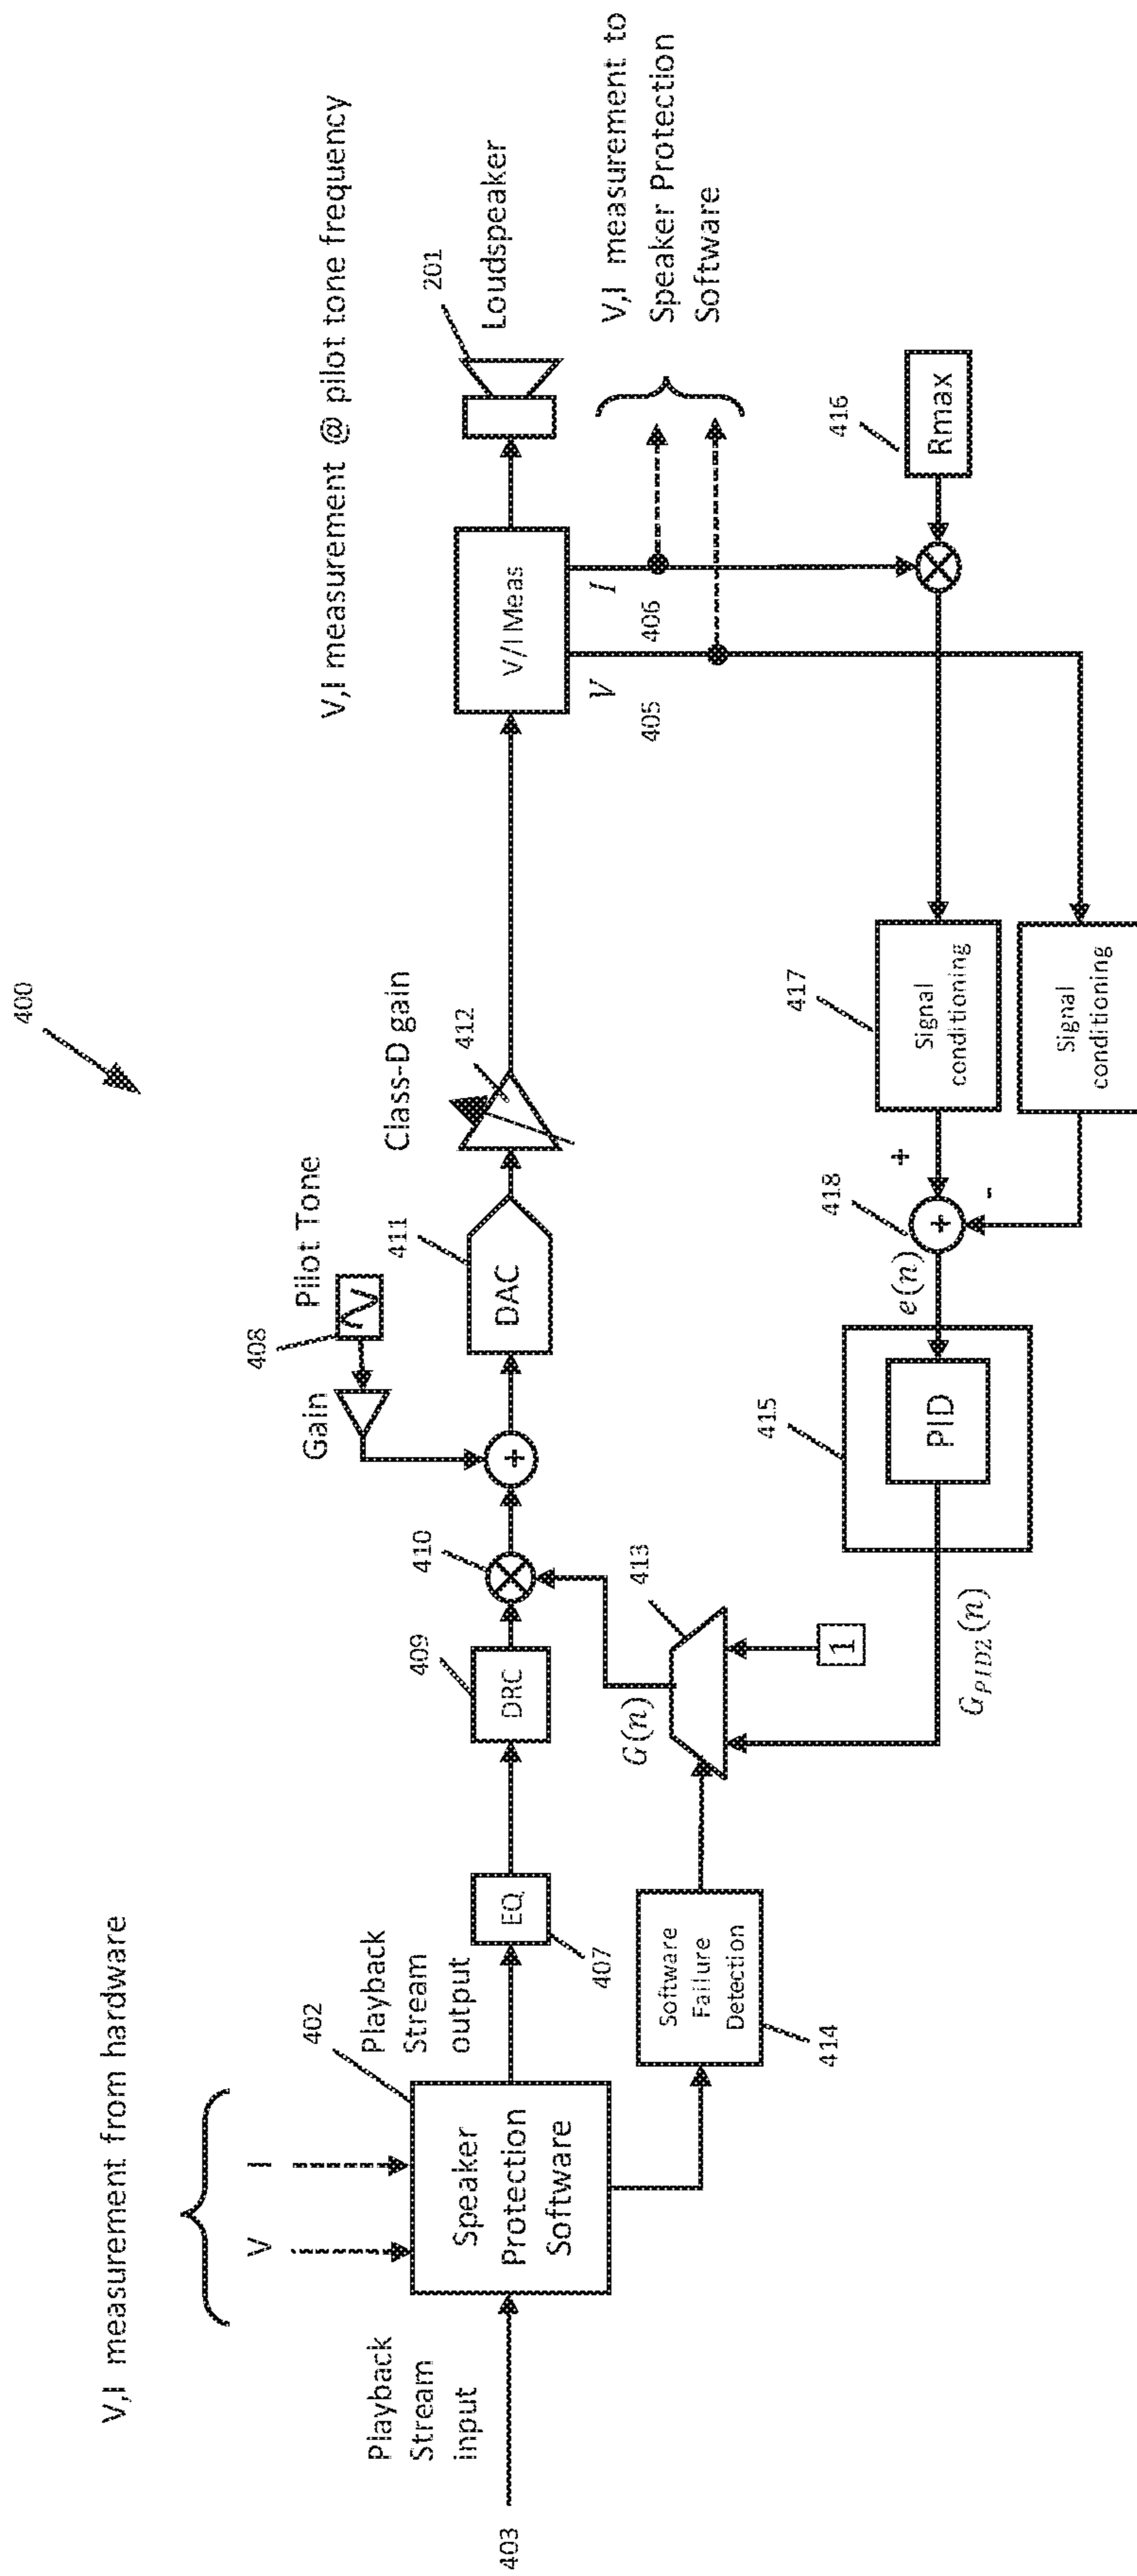 400
V,I measurement from hardware
V
I
Playback
Stream
input
403
402
Speaker
Protection
Software
Playback
Stream
output
EQ
407
Software
Failure
Detection
414
DRC
409
410
G(n)
413
1
G_{PID2}(n)
Gain
408
Pilot Tone
+
DAC
411
Class-D gain
412
V,I measurement @ pilot tone frequency
V/I Meas
V
405
I
406
201
Loudspeaker
V,I measurement to
Speaker Protection
Software
416
Rmax
417
Signal
conditioning
Signal
conditioning
+
-
418
+
e(n)
415
PID